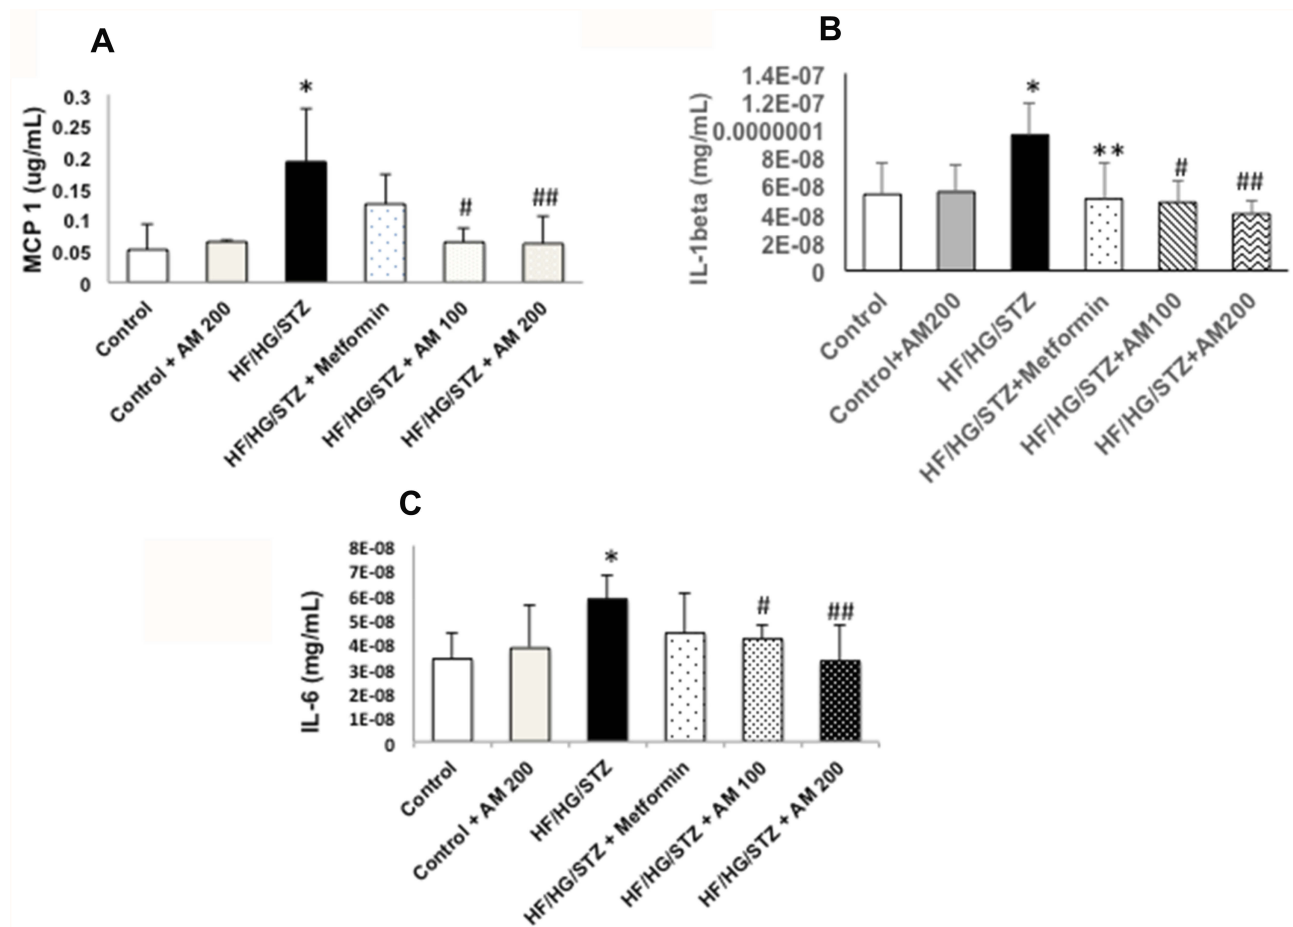 A
MCP 1 (ug/mL)
0.3
0.25
0.2
0.15
0.1
0.05
0
*
#
##
Control
Control + AM 200
HF/HG/STZ
HF/HG/STZ + Metformin
HF/HG/STZ + AM 100
HF/HG/STZ + AM 200
B
IL-1beta (mg/mL)
1.4E-07
1.2E-07
0.0000001
8E-08
6E-08
4E-08
2E-08
0
*
**
#
##
Control
Control+AM200
HF/HG/STZ
HF/HG/STZ+Metformin
HF/HG/STZ+AM100
HF/HG/STZ+AM200
C
IL-6 (mg/mL)
8E-08
7E-08
6E-08
5E-08
4E-08
3E-08
2E-08
1E-08
0
*
#
##
Control
Control + AM 200
HF/HG/STZ
HF/HG/STZ + Metformin
HF/HG/STZ + AM 100
HF/HG/STZ + AM 200